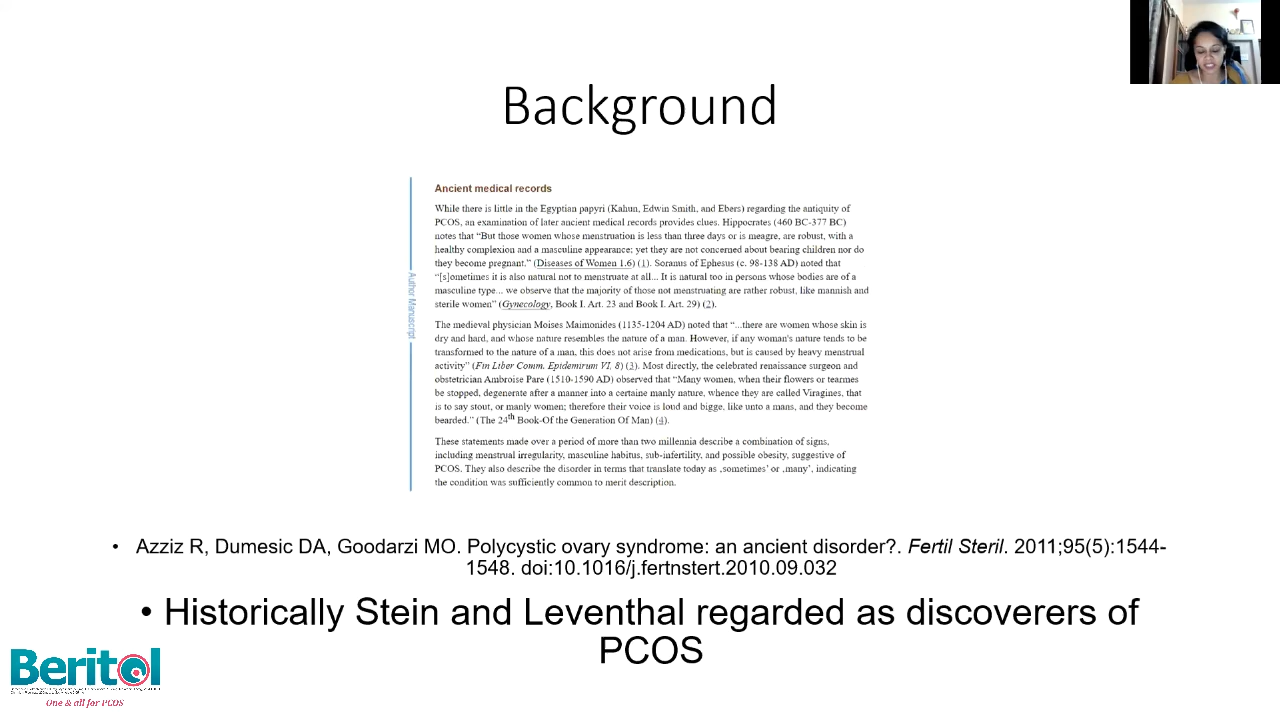 Background
Ancient medical records
While there is little in the Egyptian papyri (Kahun, Edwin Smith, and Ebers) regarding the antiquity of
PCOS, an examination of later ancient medical records provides clues. Hippocrates (460 BC-377 BC)
notes that “But those women whose menstruation is less than three days or is meagre, are robust, with a
healthy complexion and a masculine appearance; yet they are not concerned about bearing children nor do
they become pregnant.” (Diseases of Women 1.6) (1). Soranus of Ephesus (c. 98-138 AD) noted that
“[s]ometimes it is also natural not to menstruate at all... It is natural too in persons whose bodies are of a
masculine type... we observe that the majority of those not menstruating are rather robust, like mannish and
sterile women” (Gynecology, Book I. Art. 23 and Book I. Art. 29) (2).
The medieval physician Moises Maimonides (1135-1204 AD) noted that “...there are women whose skin is
dry and hard, and whose nature resembles the nature of a man. However, if any woman's nature tends to be
transformed to the nature of a man, this does not arise from medications, but is caused by heavy menstrual
activity” (Fin Liber Comm. Epidemirum VI, 8) (3). Most directly, the celebrated renaissance surgeon and
obstetrician Ambroise Pare (1510-1590 AD) observed that “Many women, when their flowers or tearmes
be stopped, degenerate after a manner into a certaine manly nature, whence they are called Viragines, that
is to say stout, or manly women; therefore their voice is loud and bigge, like unto a mans, and they become
bearded.” (The 24th Book-Of the Generation Of Man) (4).
These statements made over a period of more than two millennia describe a combination of signs,
including menstrual irregularity, masculine habitus, sub-infertility, and possible obesity, suggestive of
PCOS. They also describe the disorder in terms that translate today as ‚sometimes’ or ‚many’, indicating
the condition was sufficiently common to merit description.
Author Manuscript
• Azziz R, Dumesic DA, Goodarzi MO. Polycystic ovary syndrome: an ancient disorder?. Fertil Steril. 2011;95(5):1544-
1548. doi:10.1016/j.fertnstert.2010.09.032
• Historically Stein and Leventhal regarded as discoverers of
PCOS
Beritol
One & all for PCOS